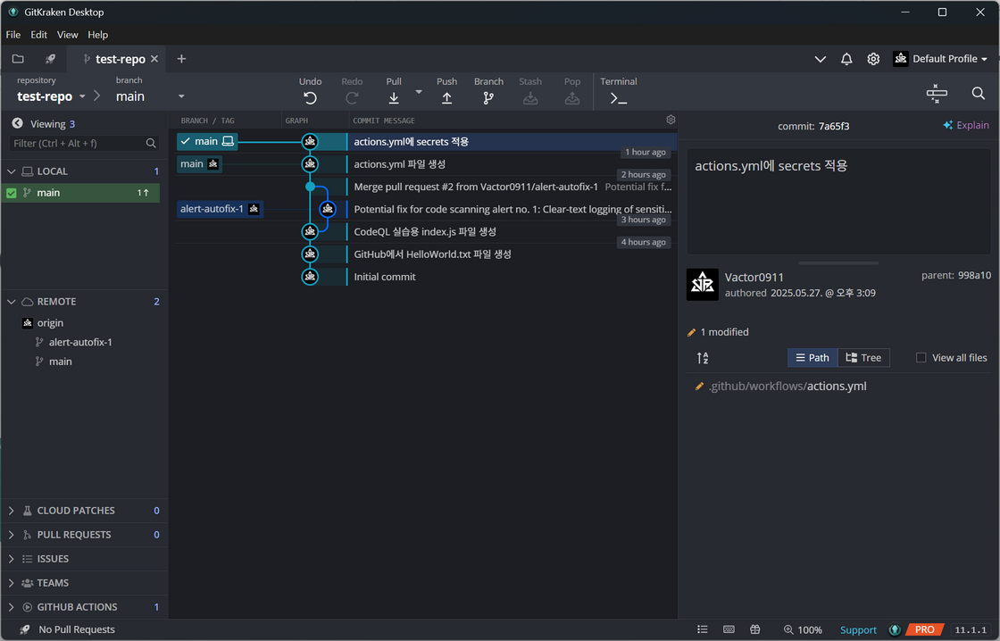 GitKraken Desktop
File Edit View Help
test-repo
Default Profile
repository
test-repo
branch
main
Undo Redo Pull Push Branch Stash Pop Terminal
Viewing 3
Filter (Ctrl + Alt + f)
LOCAL 1
main 1↑
REMOTE 2
origin
alert-autofix-1
main
CLOUD PATCHES 0
PULL REQUESTS 0
ISSUES
TEAMS
GITHUB ACTIONS 1
BRANCH / TAG GRAPH COMMIT MESSAGE
main actions.yml에 secrets 적용
1 hour ago
main actions.yml 파일 생성
2 hours ago
Merge pull request #2 from Vactor0911/alert-autofix-1 Potential fix f...
alert-autofix-1 Potential fix for code scanning alert no. 1: Clear-text logging of sensiti...
3 hours ago
CodeQL 실습용 index.js 파일 생성
4 hours ago
GitHub에서 HelloWorld.txt 파일 생성
Initial commit
commit: 7a65f3
Explain
actions.yml에 secrets 적용
Vactor0911
authored 2025.05.27. @ 오후 3:09
parent: 998a10
1 modified
Path Tree View all files
.github/workflows/actions.yml
No Pull Requests
100% Support PRO 11.1.1